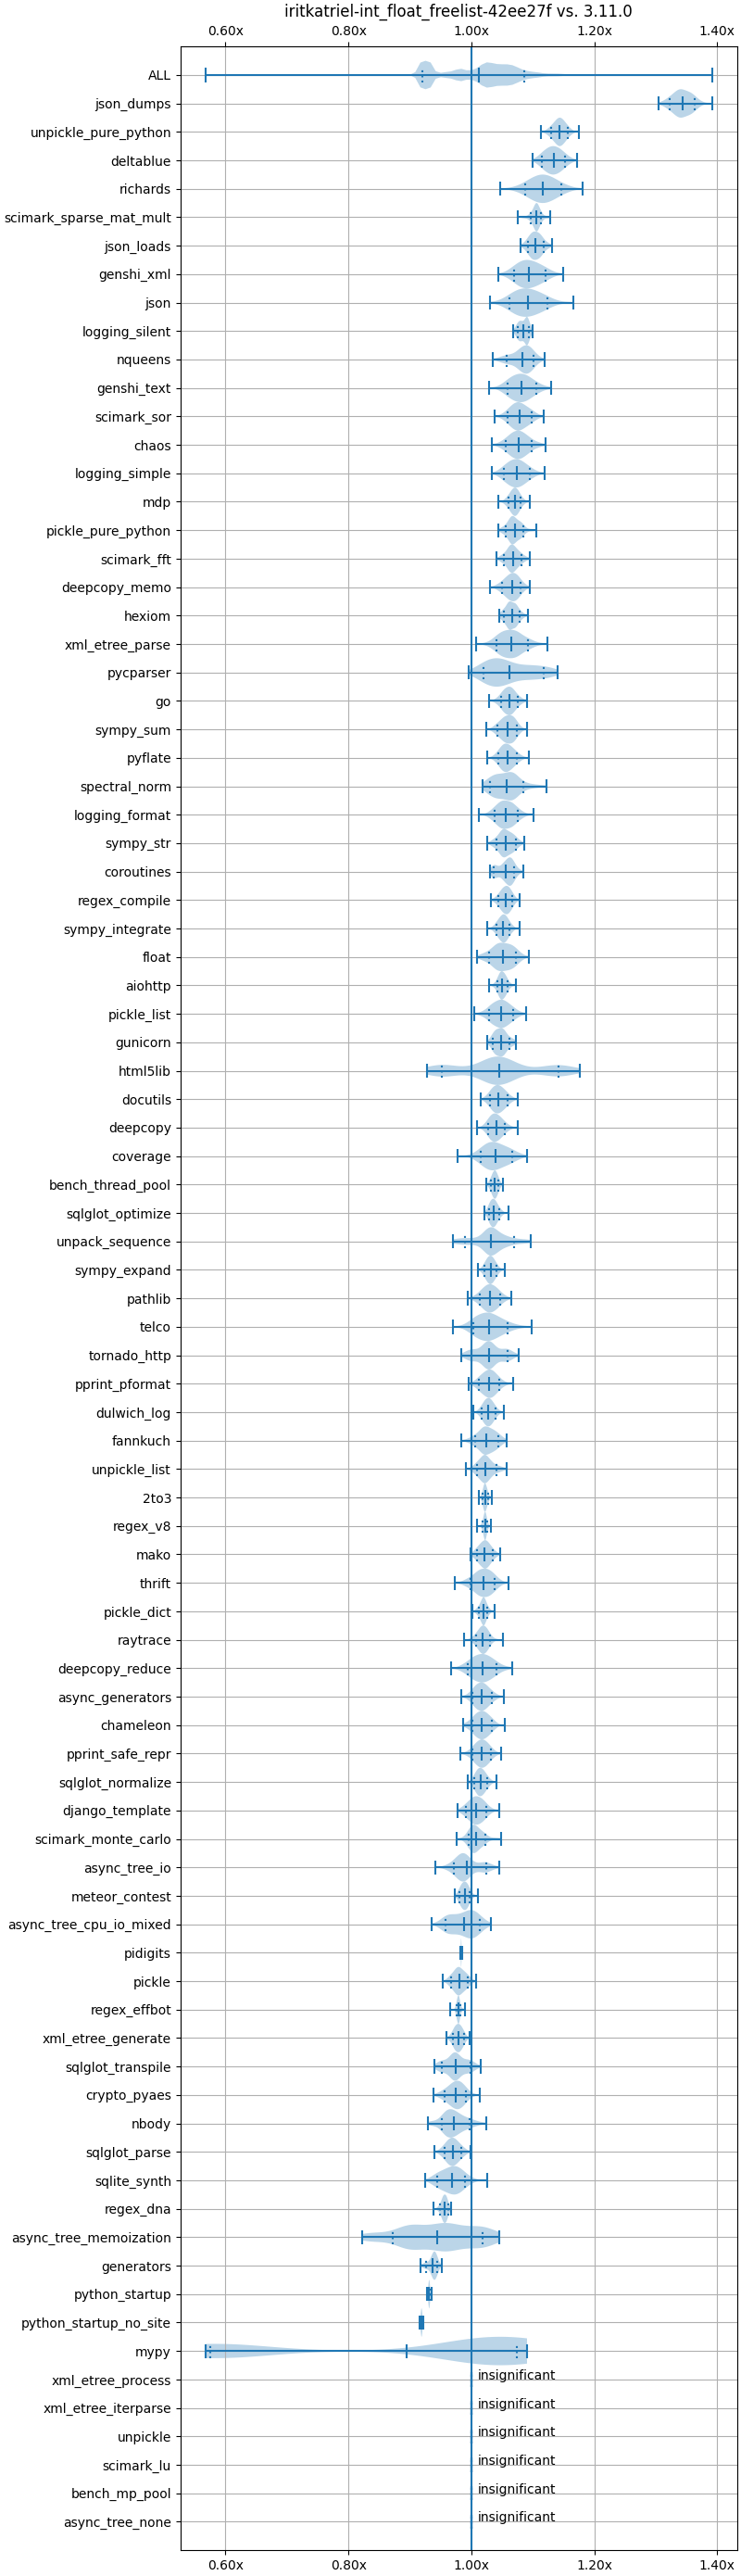 iritkatriel-int_float_freelist-42ee27f vs. 3.11.0
0.60x 0.80x 1.00x 1.20x 1.40x
ALL
json_dumps
unpickle_pure_python
deltablue
richards
scimark_sparse_mat_mult
json_loads
genshi_xml
json
logging_silent
nqueens
genshi_text
scimark_sor
chaos
logging_simple
mdp
pickle_pure_python
scimark_fft
deepcopy_memo
hexiom
xml_etree_parse
pycparser
go
sympy_sum
pyflate
spectral_norm
logging_format
sympy_str
coroutines
regex_compile
sympy_integrate
float
aiohttp
pickle_list
gunicorn
html5lib
docutils
deepcopy
coverage
bench_thread_pool
sqlglot_optimize
unpack_sequence
sympy_expand
pathlib
telco
tornado_http
pprint_pformat
dulwich_log
fannkuch
unpickle_list
2to3
regex_v8
mako
thrift
pickle_dict
raytrace
deepcopy_reduce
async_generators
chameleon
pprint_safe_repr
sqlglot_normalize
django_template
scimark_monte_carlo
async_tree_io
meteor_contest
async_tree_cpu_io_mixed
pidigits
pickle
regex_effbot
xml_etree_generate
sqlglot_transpile
crypto_pyaes
nbody
sqlglot_parse
sqlite_synth
regex_dna
async_tree_memoization
generators
python_startup
python_startup_no_site
mypy
xml_etree_process insignificant
xml_etree_iterparse insignificant
unpickle insignificant
scimark_lu insignificant
bench_mp_pool insignificant
async_tree_none insignificant
0.60x 0.80x 1.00x 1.20x 1.40x